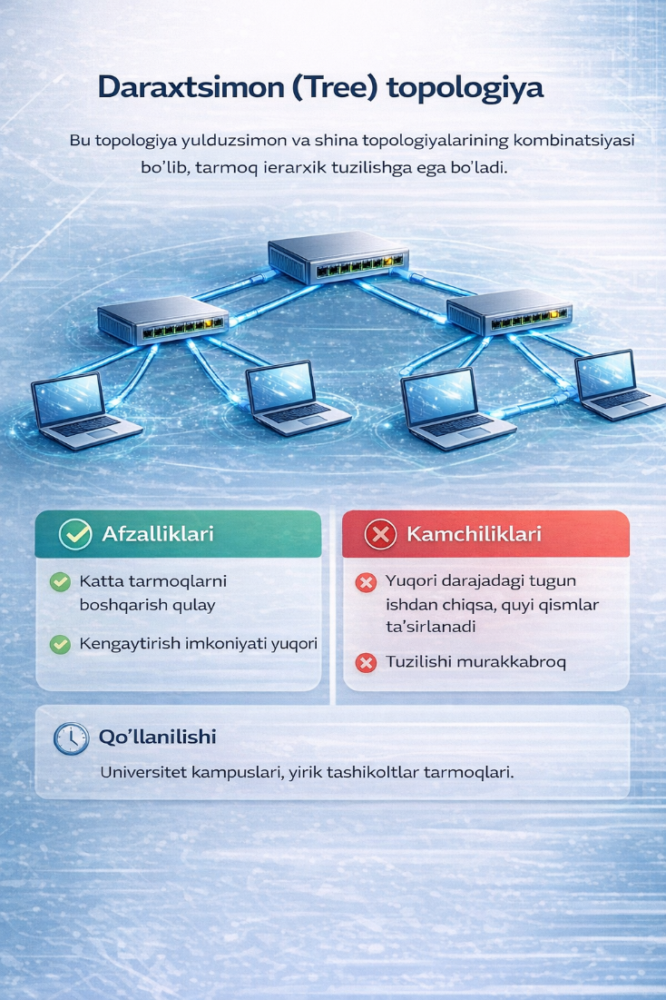 Daraxtsimon (Tree) topologiya
Bu topologiya yulduzsimon va shina topologiyalarining kombinatsiyasi
bo'lib, tarmoq ierarxik tuzilishga ega bo'ladi.
Afzalliklari
Katta tarmoqlarni
boshqarish qulay
Kengaytirish imkoniyati yuqori
Kamchiliklari
Yuqori darajadagi tugun
ishdan chiqsa, quyi qismlar
ta'sirlanadi
Tuzilishi murakkabroq
Qo'llanilishi
Universitet kampuslari, yirik tashikoltlar tarmoqlari.